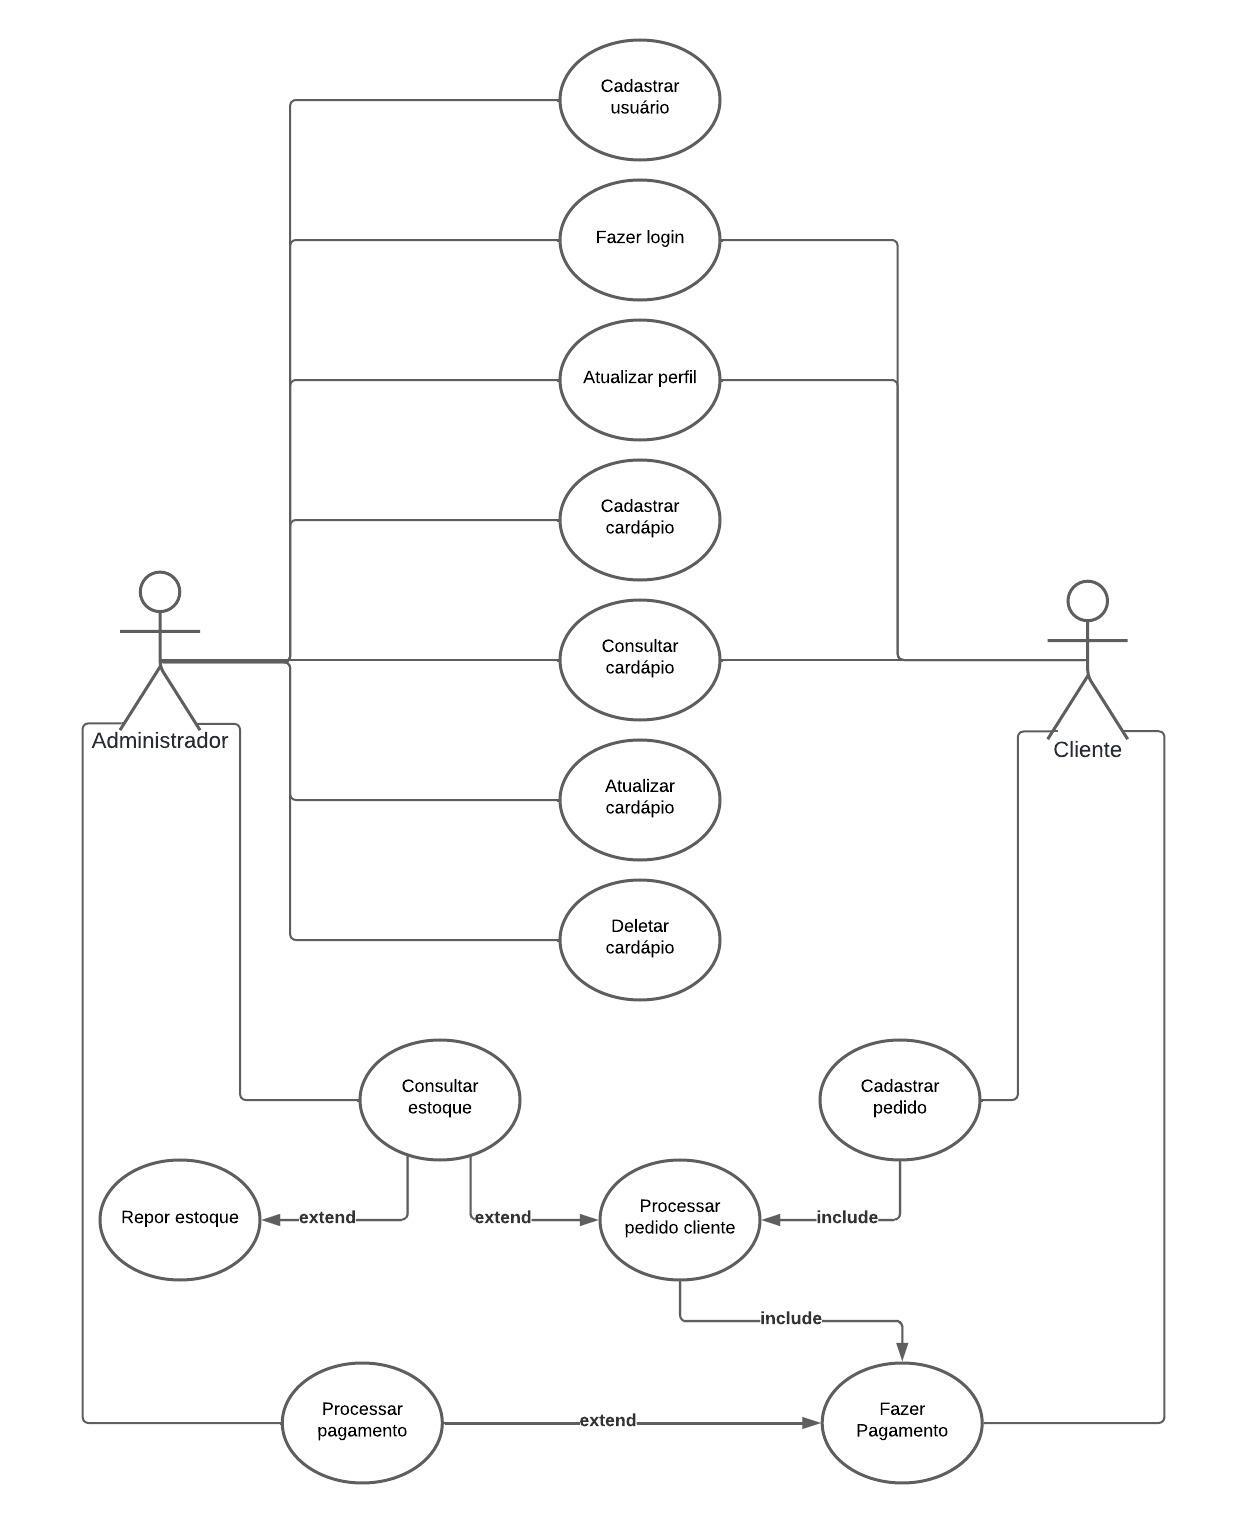 Cadastrar
usuário
Fazer login
Atualizar perfil
Cadastrar
cardápio
Consultar
cardápio
Administrador
Cliente
Atualizar
cardápio
Deletar
cardápio
Consultar
estoque
Cadastrar
pedido
Repor estoque
extend
extend
Processar
pedido cliente
include
include
Processar
pagamento
extend
Fazer
Pagamento